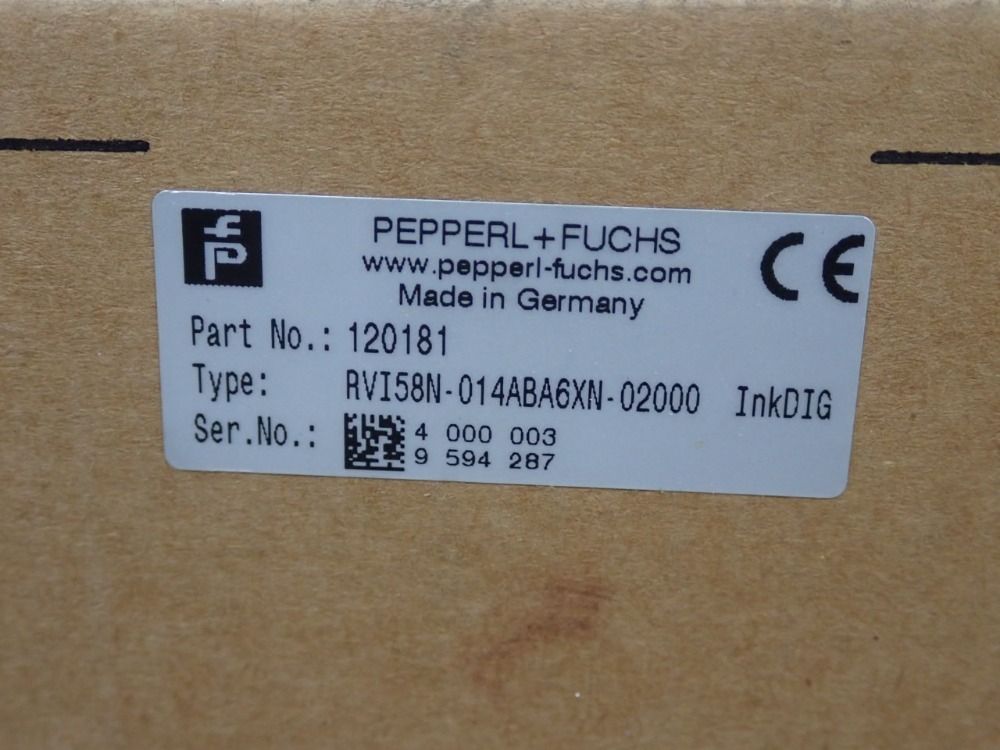 PEPPERL+FUCHS
www.pepperl-fuchs.com
Made in Germany
CE
Part No.: 120181
Type: RVI58N-014ABA6XN-02000 InkDIG
Ser.No.: 4 000 003
9 594 287